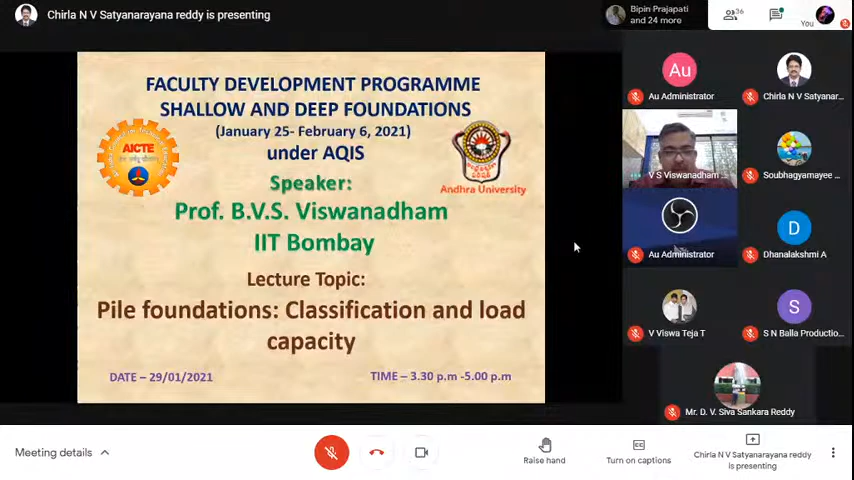 Chirla N V Satyanarayana reddy is presenting
Bipin Prajapati
and 24 more
36
You
FACULTY DEVELOPMENT PROGRAMME
SHALLOW AND DEEP FOUNDATIONS
(January 25- February 6, 2021)
under AQIS
AICTE
Andhra University
Speaker:
Prof. B.V.S. Viswanadham
IIT Bombay
Lecture Topic:
Pile foundations: Classification and load
capacity
DATE – 29/01/2021
TIME – 3.30 p.m -5.00 p.m
Au
Au Administrator
Chirla N V Satyanar...
V S Viswanadham ...
Soubhagyamayee ...
Au Administrator
D
Dhanalakshmi A
V Viswa Teja T
S
S N Balla Productio...
Mr. D. V. Siva Sankara Reddy
Meeting details
Raise hand
CC
Turn on captions
Chirla N V Satyanarayana reddy
is presenting